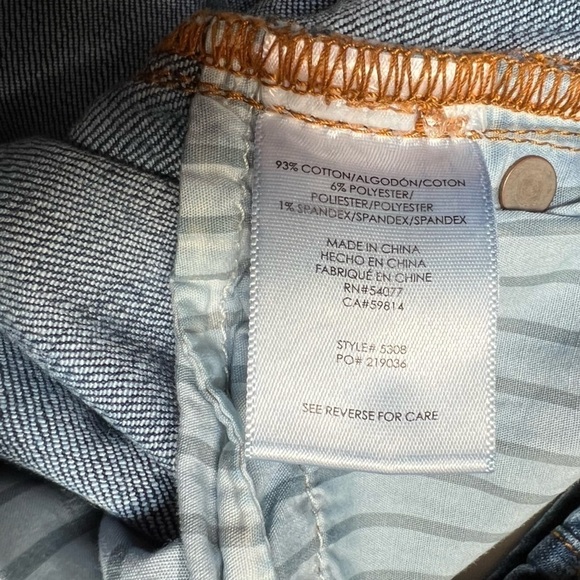 93% COTTON/ALGODÓN/COTON
6% POLYESTER/
POLIESTER/POLYESTER
1% SPANDEX/SPANDEX/SPANDEX
MADE IN CHINA
HECHO EN CHINA
FABRIQUÉ EN CHINE
RN#54077
CA#59814
STYLE# 5308
PO# 219036
SEE REVERSE FOR CARE